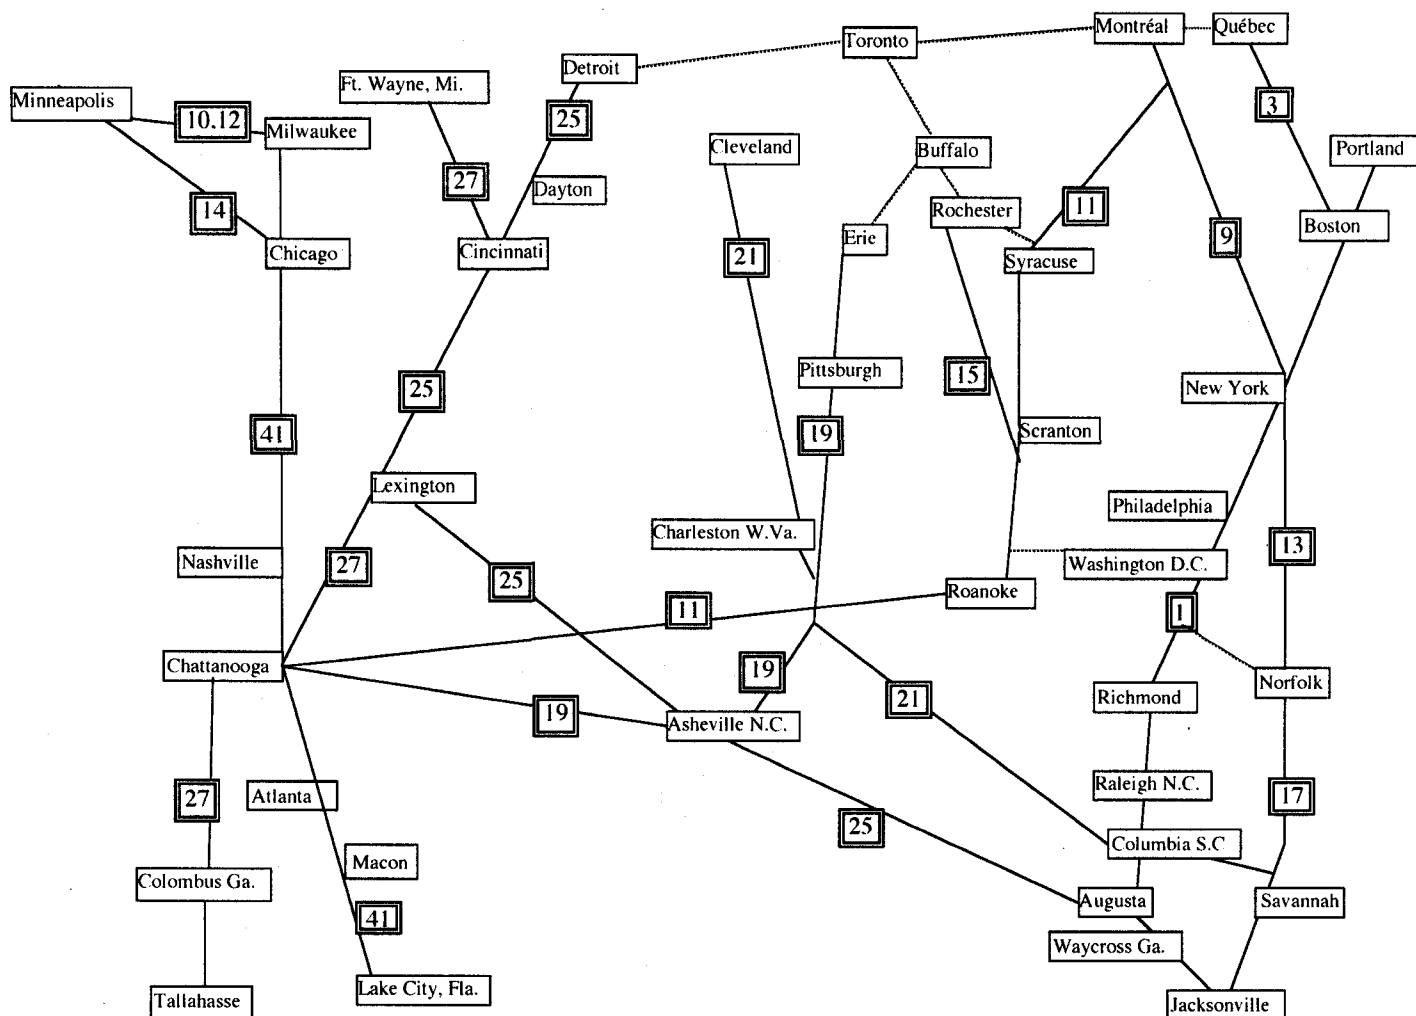 Montréal
Québec
Toronto
Detroit
Ft. Wayne, Mi.
Minneapolis
3
10.12
25
Milwaukee
Cleveland
Buffalo
Portland
27
Dayton
14
11
Rochester
Boston
Erie
9
Chicago
Cincinnati
21
Syracuse
Pittsburgh
15
New York
25
41
19
Scranton
Lexington
Philadelphia
Charleston W.Va.
13
Nashville
27
25
Washington D.C.
Roanoke
11
1
Chattanooga
19
Norfolk
Richmond
21
19
Asheville N.C.
Raleigh N.C.
Atlanta
27
17
25
Columbia S.C
Macon
Colombus Ga.
Augusta
Savannah
41
Waycross Ga.
Lake City, Fla.
Tallahasse
Jacksonville